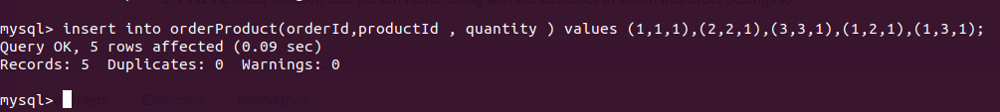 mysql> insert into orderProduct(orderId,productId , quantity ) values (1,1,1),(2,2,1),(3,3,1),(1,2,1),(1,3,1);
Query OK, 5 rows affected (0.09 sec)
Records: 5  Duplicates: 0  Warnings: 0
mysql>
Exercises
Attendance